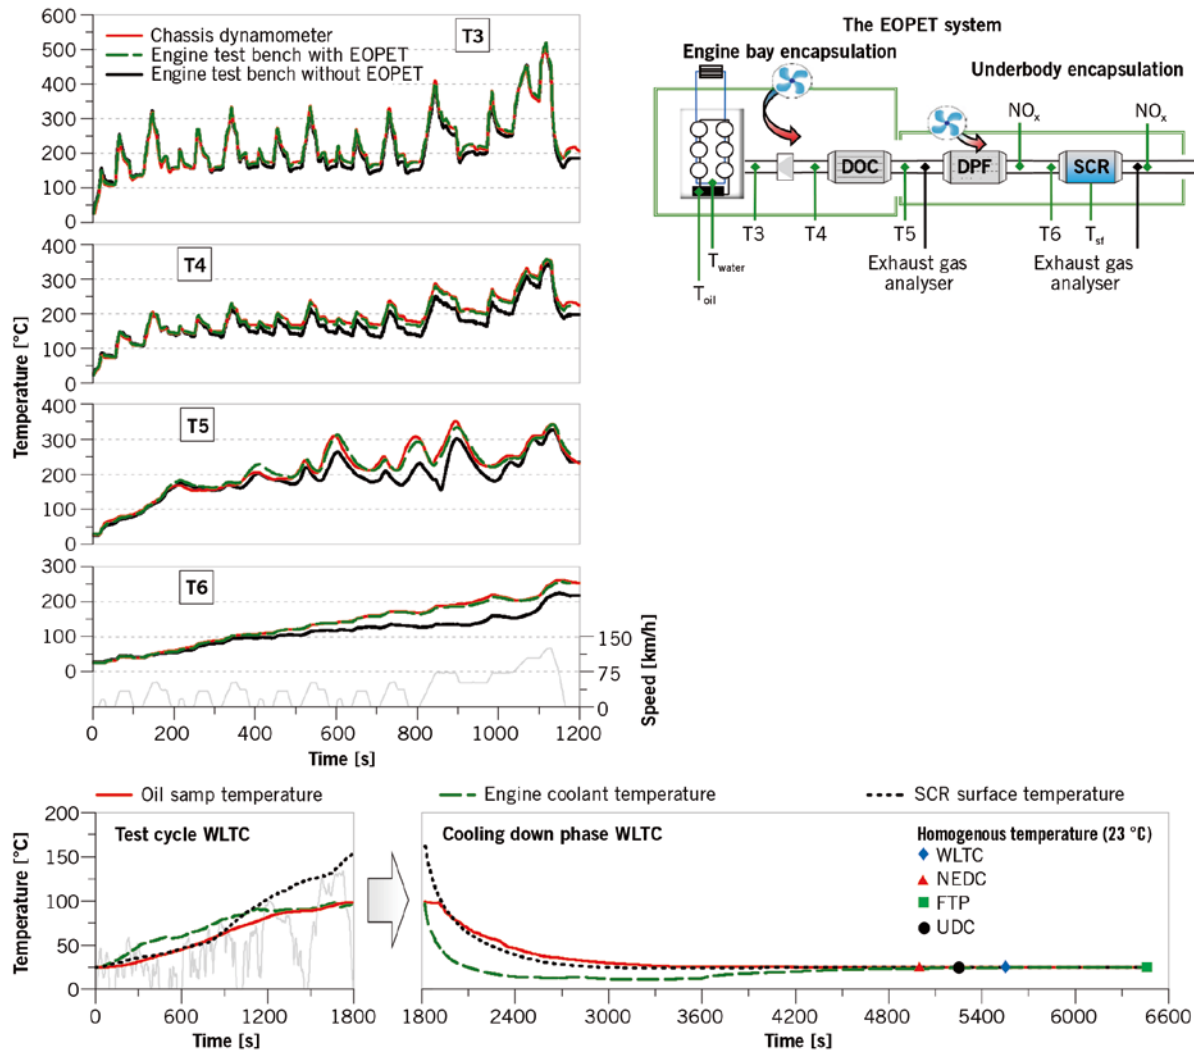 600
500
400
300
200
100
0
Chassis dynamometer
Engine test bench with EOPET
Engine test bench without EOPET
T3
400
300
200
100
0
T4
Temperature [°C]
400
300
200
100
0
T5
300
200
100
0
T6
150
75
0
Speed [km/h]
0 200 400 600 800 1000 1200
Time [s]
The EOPET system
Engine bay encapsulation
Underbody encapsulation
NOx NOx
DOC DPF SCR
T3 T4 T5 T6 Tsf
Twater
Toil
Exhaust gas analyser
Exhaust gas analyser
Oil samp temperature Engine coolant temperature SCR surface temperature
Temperature [°C]
200
150
100
50
0
Test cycle WLTC
0 600 1200 1800
Time [s]
Cooling down phase WLTC
Homogenous temperature (23 °C)
WLTC
NEDC
FTP
UDC
1800 2400 3000 3600 4200 4800 5400 6000 6600
Time [s]